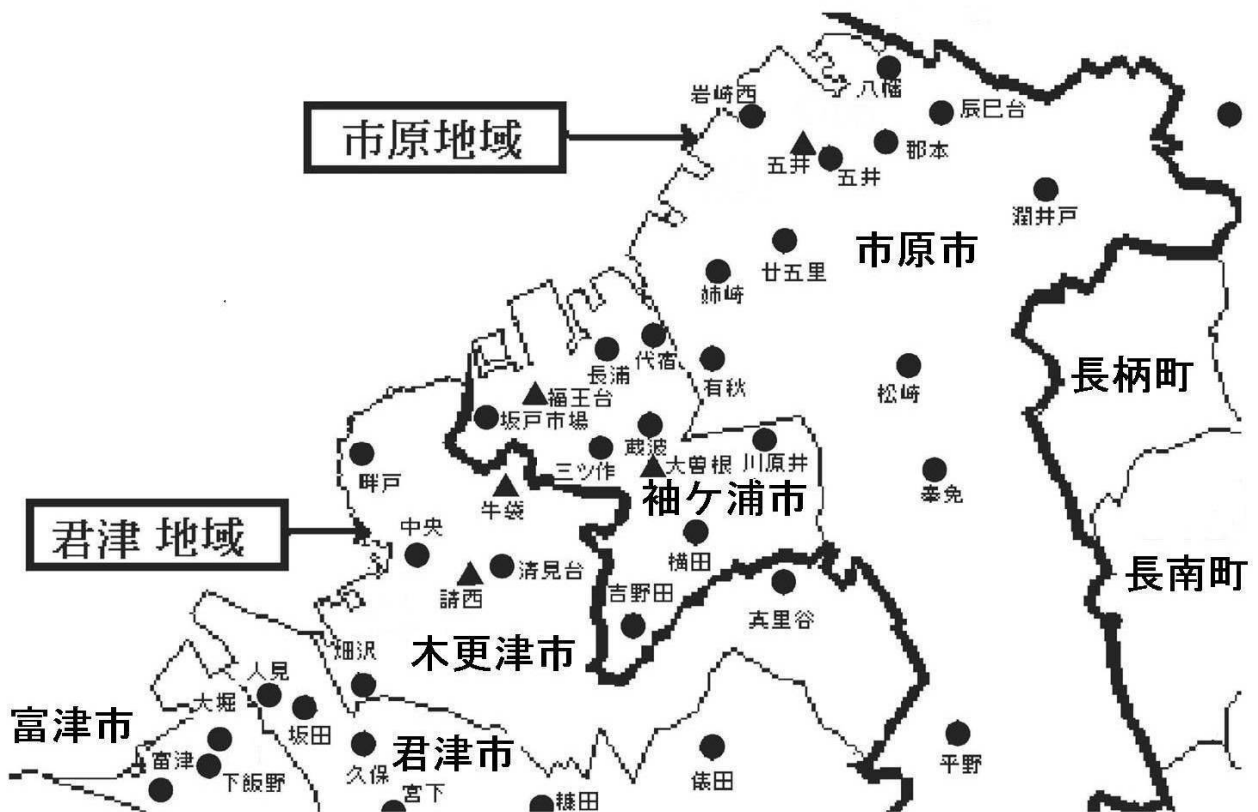 八幡
岩崎西
辰巳台
市原地域
郡本
五井
五井
潤井戸
市原市
廿五里
姉崎
代宿
長浦
長柄町
有秋
松崎
福王台
坂戸市場
蔵波
三ツ作
大曽根
川原井
畔戸
牛袋
袖ケ浦市
奉免
君津 地域
中央
横田
清見台
長南町
請西
吉野田
真里谷
畑沢
木更津市
人見
大堀
坂田
富津市
君津市
平野
富津
下飯野
久保
俵田
宮下
糠田